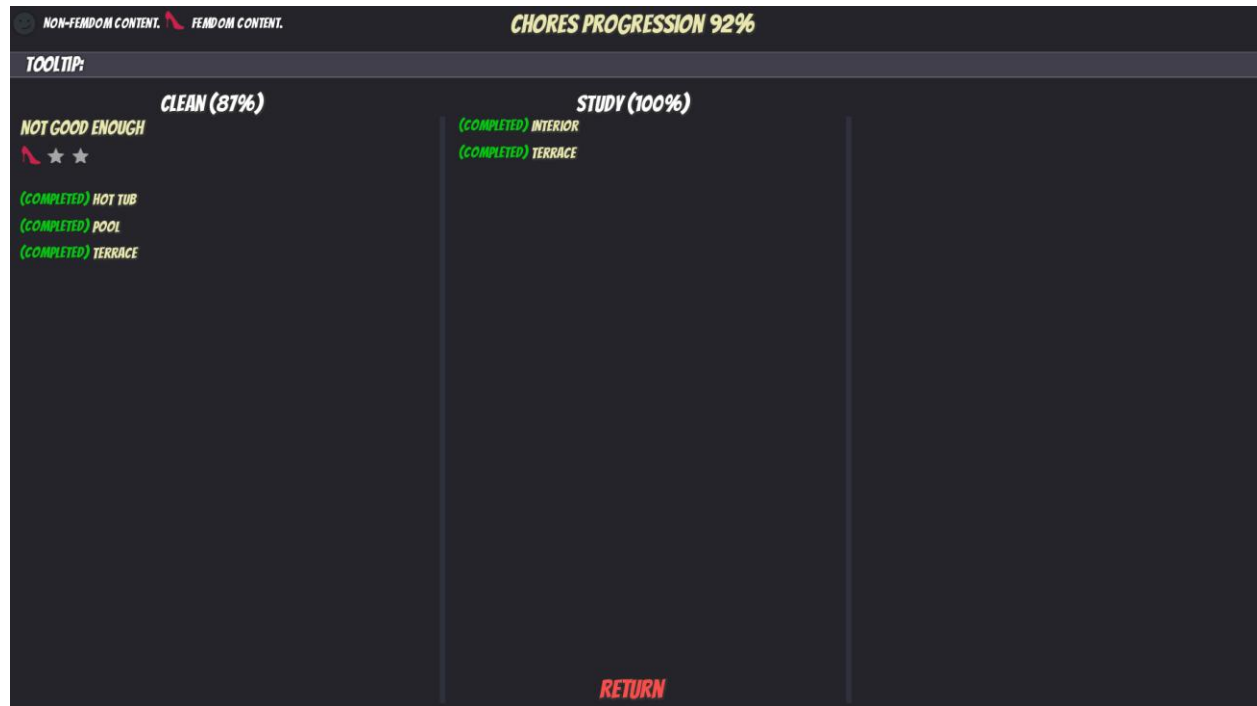 NON-FEMDOM CONTENT. FEMDOM CONTENT.
CHORES PROGRESSION 92%
TOOLTIP:
CLEAN (87%)
NOT GOOD ENOUGH
(COMPLETED) HOT TUB
(COMPLETED) POOL
(COMPLETED) TERRACE
STUDY (100%)
(COMPLETED) INTERIOR
(COMPLETED) TERRACE
RETURN